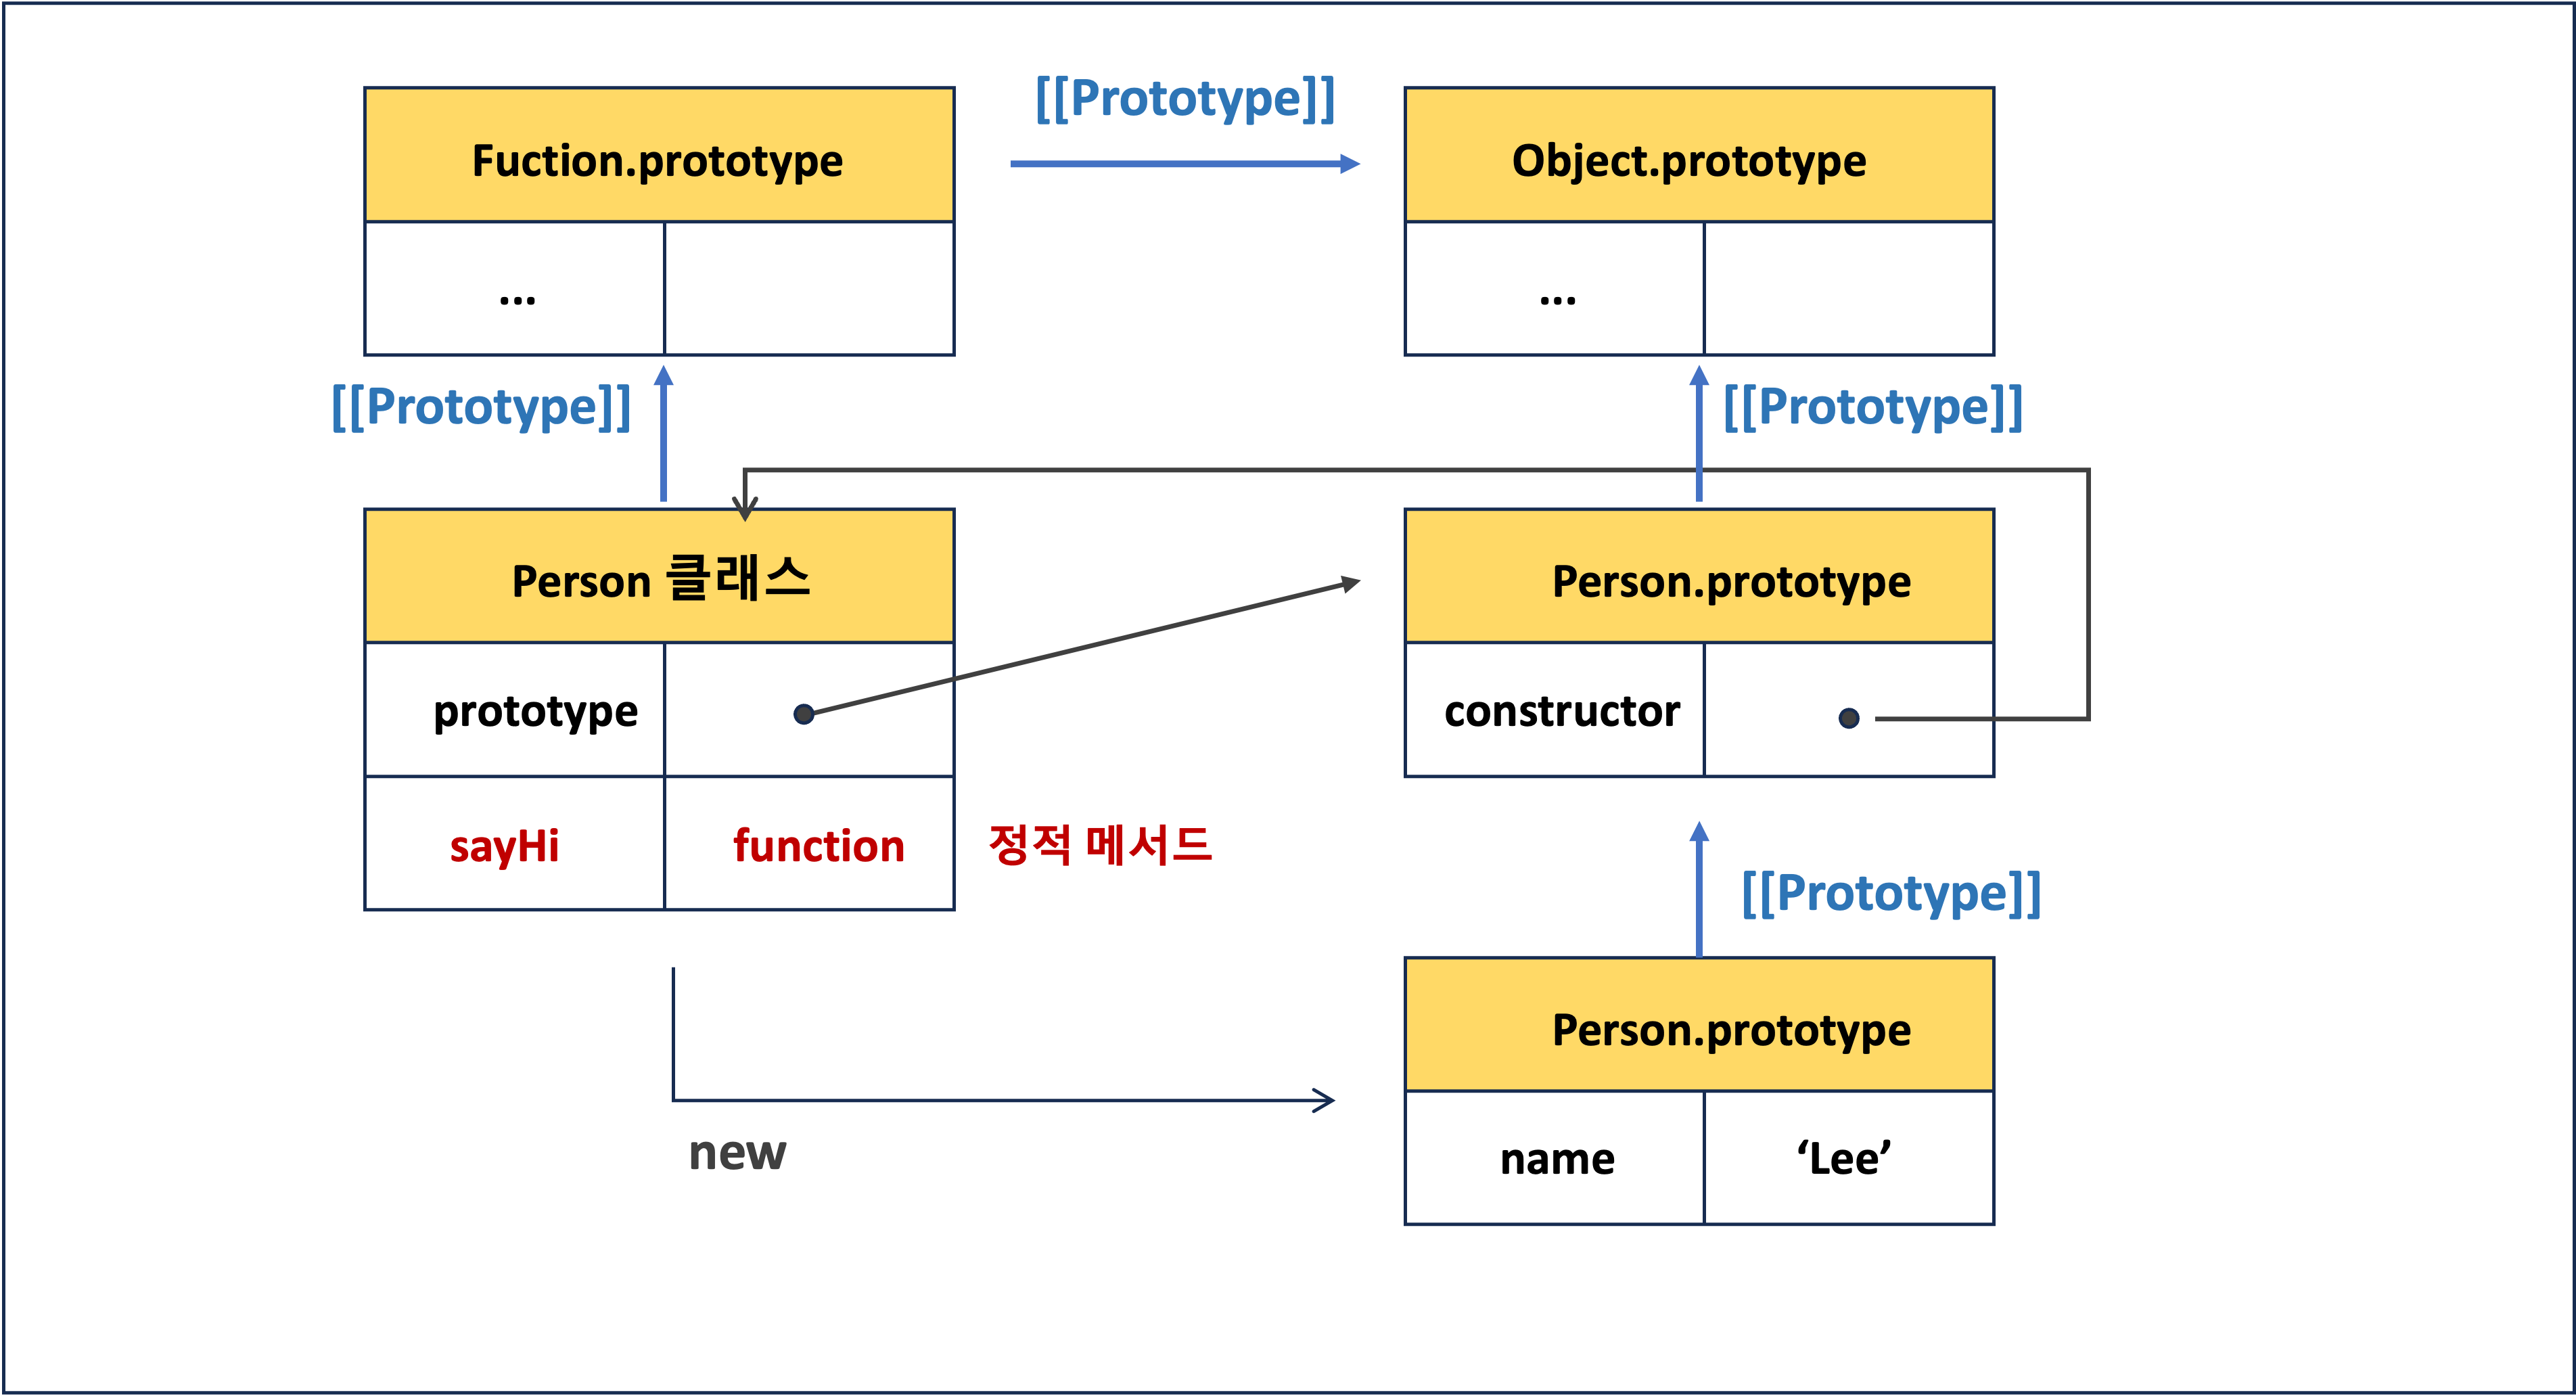 [[Prototype]]
Fuction.prototype
Object.prototype
...
...
[[Prototype]]
[[Prototype]]
Person 클래스
Person.prototype
prototype
constructor
sayHi
function
정적 메서드
[[Prototype]]
Person.prototype
new
name
‘Lee’